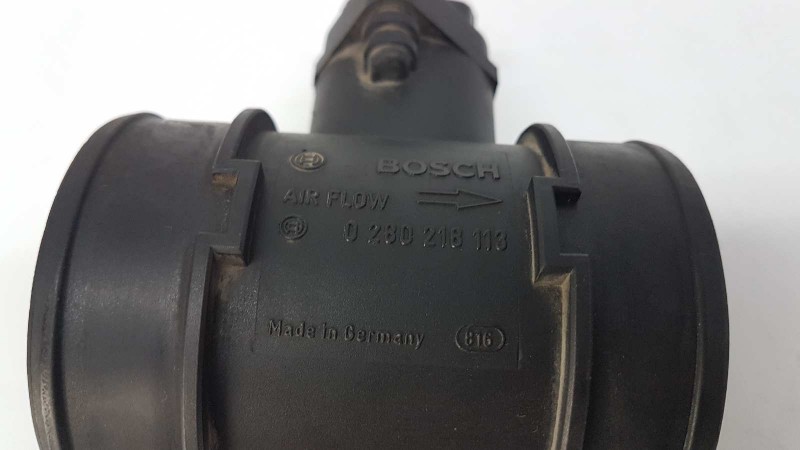 BOSCH
AIR FLOW
0 280 218 113
Made in Germany 816